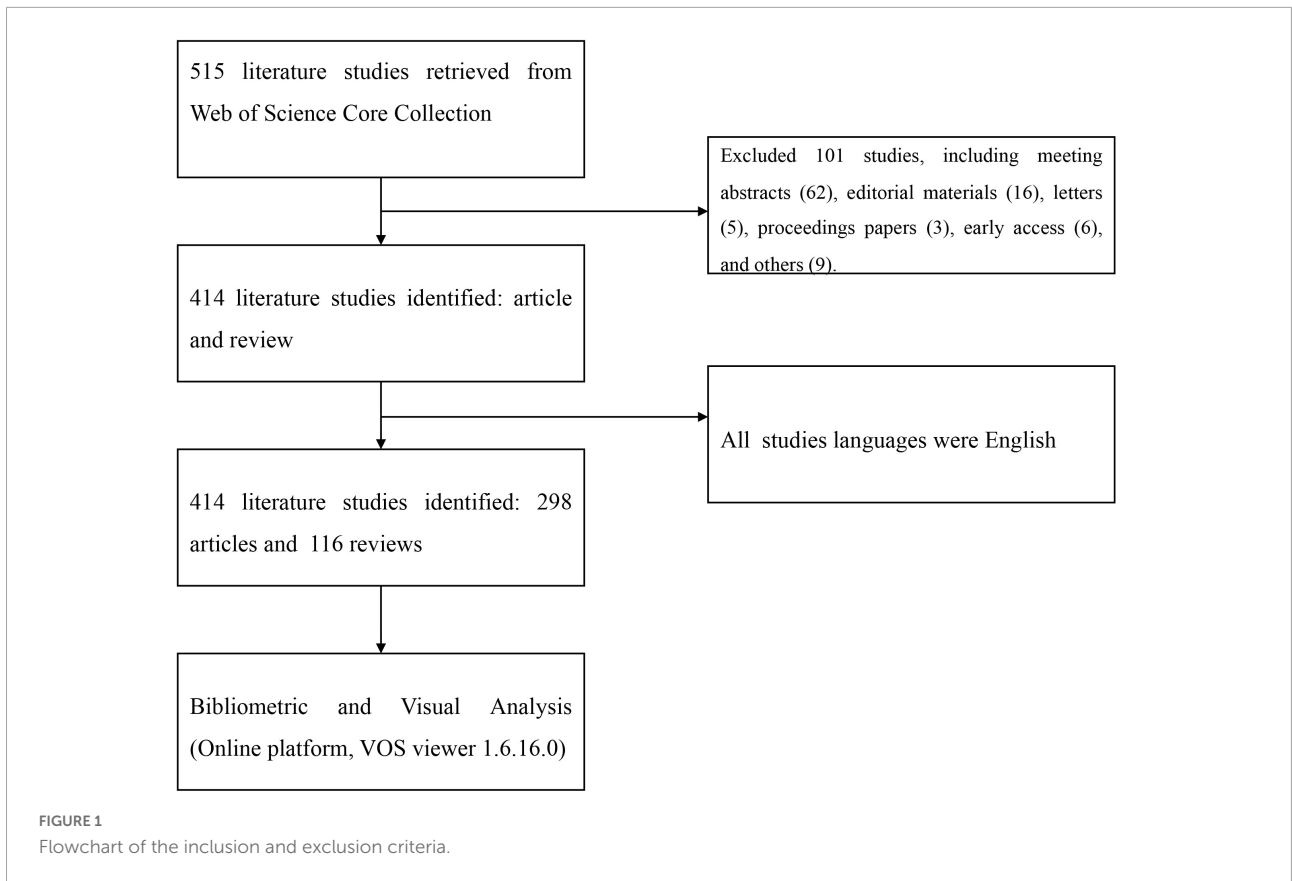 515 literature studies retrieved from
Web of Science Core Collection
Excluded 101 studies, including meeting
abstracts (62), editorial materials (16), letters
(5), proceedings papers (3), early access (6),
and others (9).
414 literature studies identified: article
and review
All studies languages were English
414 literature studies identified: 298
articles and 116 reviews
Bibliometric and Visual Analysis
(Online platform, VOS viewer 1.6.16.0)
FIGURE 1
Flowchart of the inclusion and exclusion criteria.